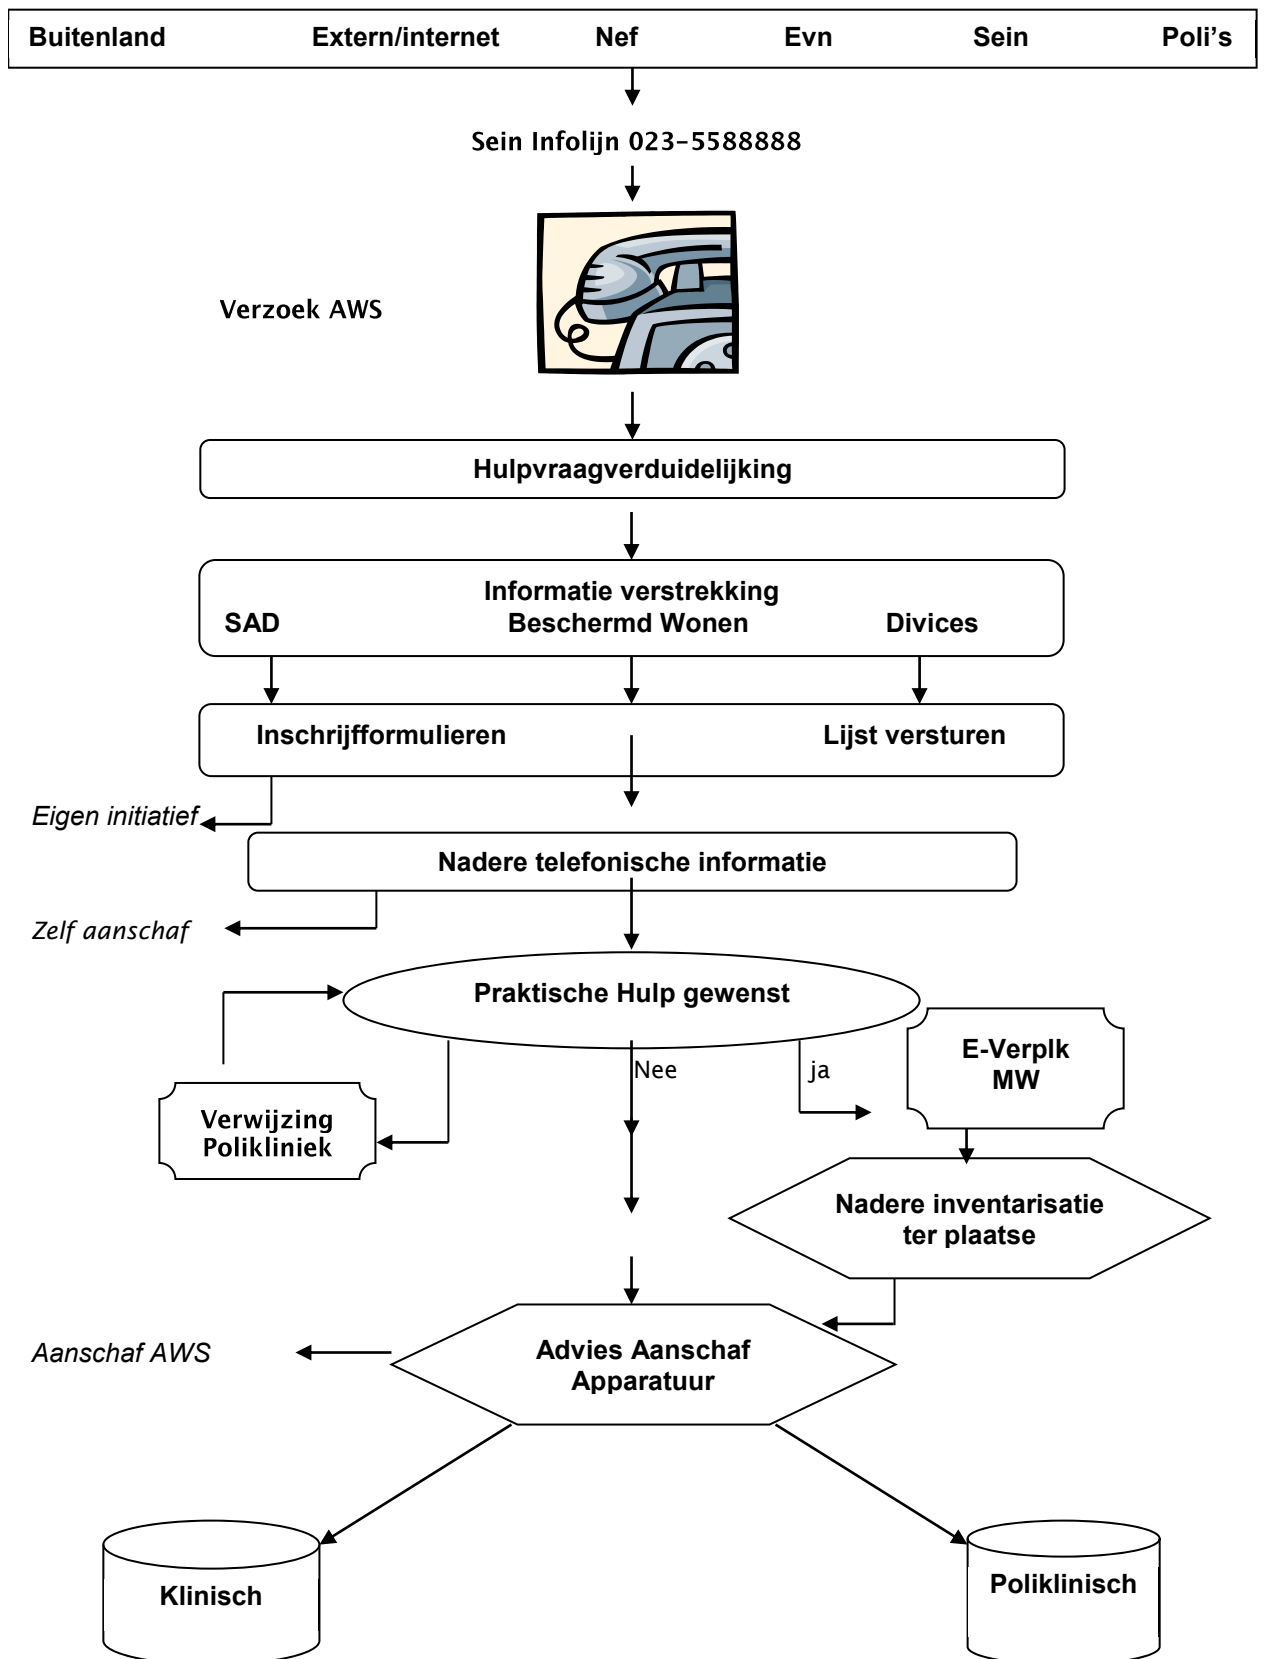 Buitenland Extern/internet Nef Evn Sein Poli's
Sein Infolijn 023-5588888
Verzoek AWS
Hulpvraagverduidelijking
Informatie verstrekking
SAD Beschermd Wonen Divices
Inschrijfformulieren Lijst versturen
Eigen initiatief
Nadere telefonische informatie
Zelf aanschaf
Praktische Hulp gewenst
E-Verplk
MW
Nee ja
Verwijzing
Polikliniek
Nadere inventarisatie
ter plaatse
Aanschaf AWS
Advies Aanschaf
Apparatuur
Klinisch
Poliklinisch